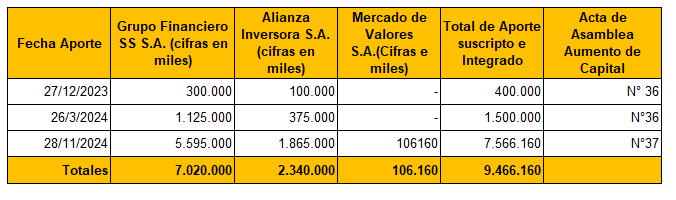 Fecha Aporte | Grupo Financiero SS S.A. (cifras en miles) | Alianza Inversora S.A. (cifras en miles) | Mercado de Valores S.A.(Cifras e miles) | Total de Aporte suscripto e Integrado | Acta de Asamblea Aumento de Capital
27/12/2023 | 300.000 | 100.000 | - | 400.000 | N° 36
26/3/2024 | 1.125.000 | 375.000 | - | 1.500.000 | N°36
28/11/2024 | 5.595.000 | 1.865.000 | 106160 | 7.566.160 | N°37
Totales | 7.020.000 | 2.340.000 | 106.160 | 9.466.160 |